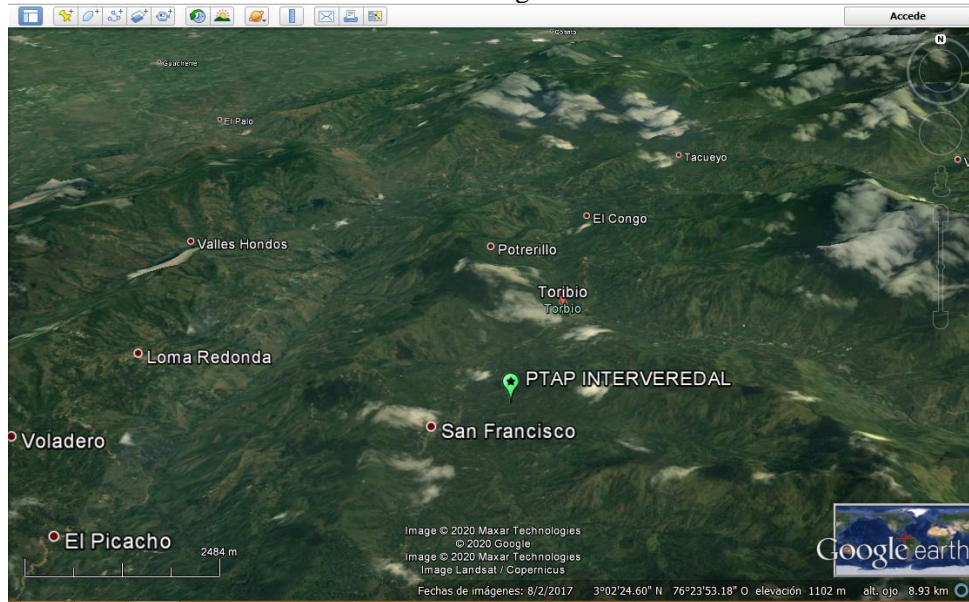 Accede
N
Guachené
El Palo
Tacueyo
El Congo
Valles Hondos
Potrerillo
Toribio
Torbio
Loma Redonda
PTAP INTERVEREDAL
San Francisco
Voladero
El Picacho
2484 m
Image © 2020 Maxar Technologies
© 2020 Google
Image © 2020 Maxar Technologies
Image Landsat / Copernicus
Google earth
Fechas de imágenes: 8/2/2017 3°02'24.60" N 76°23'53.18" O elevación 1102 m alt. ojo 8.93 km